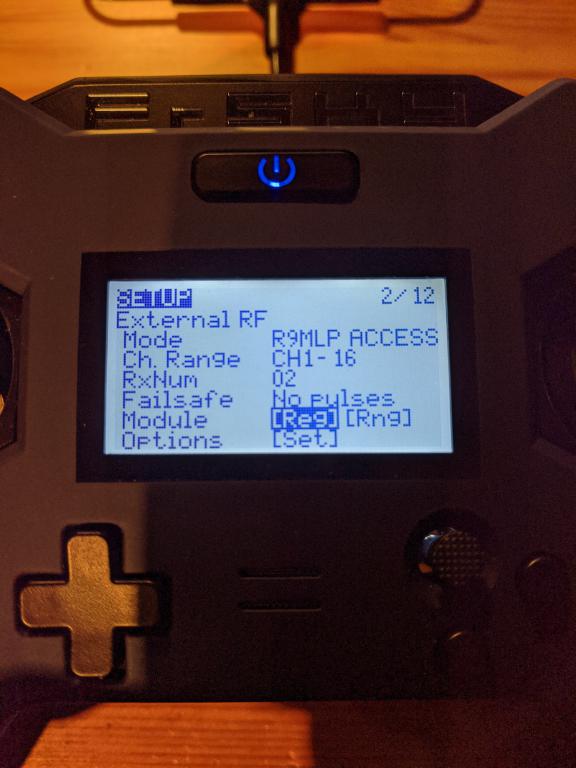 FrSKY
SETUP 2/12
External RF
Mode R9MLP ACCESS
Ch. Range CH1-16
RxNum 02
Failsafe No pulses
Module [Reg] [Rng]
Options [Set]